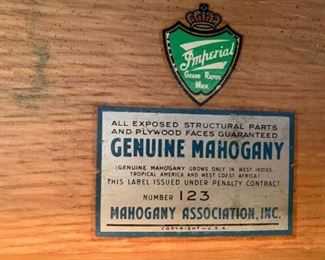 Imperial
GRAND RAPIDS
MICH.
ALL EXPOSED STRUCTURAL PARTS
AND PLYWOOD FACES GUARANTEED
GENUINE MAHOGANY
(GENUINE MAHOGANY GROWS ONLY IN WEST INDIES,
TROPICAL AMERICA AND WEST COAST AFRICA)
THIS LABEL ISSUED UNDER PENALTY CONTRACT
NUMBER 123
MAHOGANY ASSOCIATION, INC.
COPYRIGHT - U.S.A.